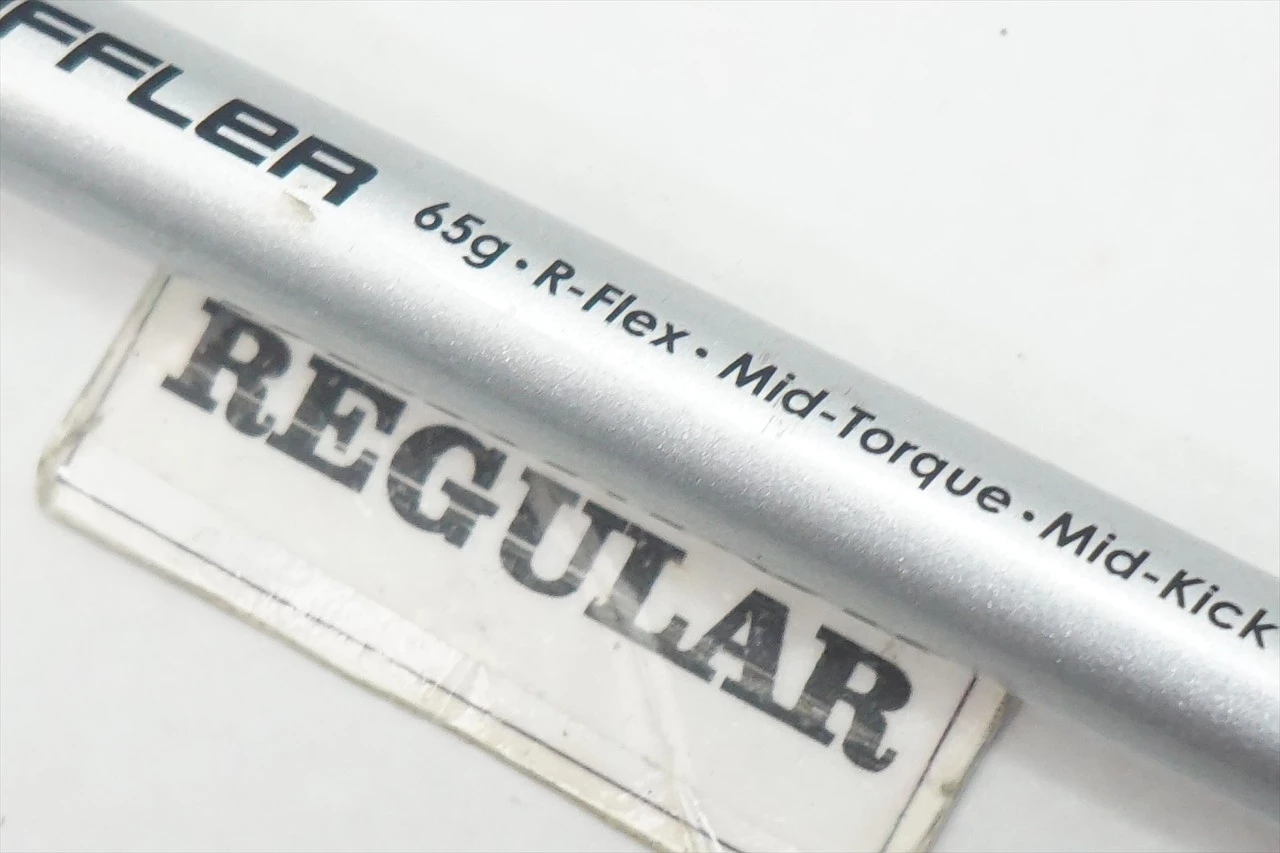 FFLER 65g • R-Flex • Mid-Torque • Mid-Kick
REGULAR